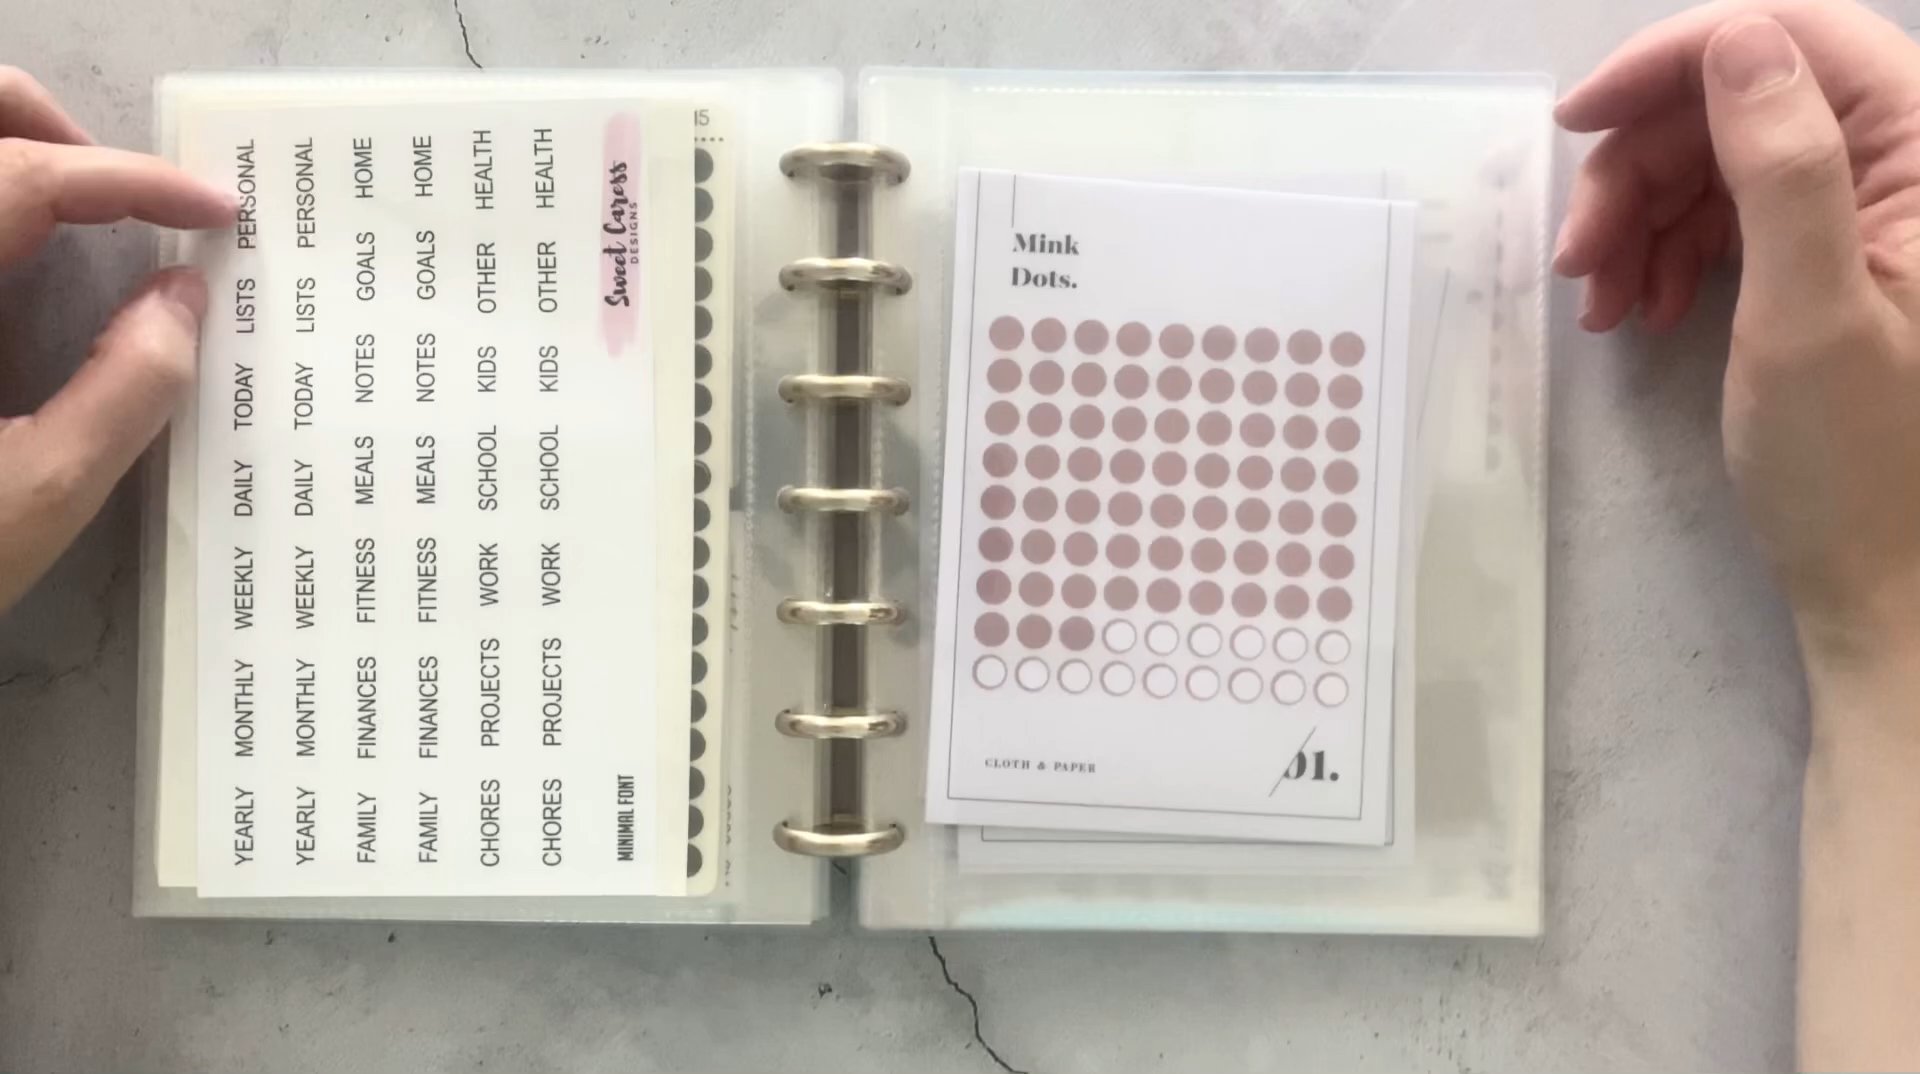 YEARLY MONTHLY WEEKLY DAILY TODAY LISTS PERSONAL
YEARLY MONTHLY WEEKLY DAILY TODAY LISTS PERSONAL
FAMILY FINANCES FITNESS MEALS NOTES GOALS HOME
FAMILY FINANCES FITNESS MEALS NOTES GOALS HOME
CHORES PROJECTS WORK SCHOOL KIDS OTHER HEALTH
CHORES PROJECTS WORK SCHOOL KIDS OTHER HEALTH
MINIMAL FONT
Sweet Caress
DESIGNS
Mink
Dots.
CLOTH & PAPER
01.